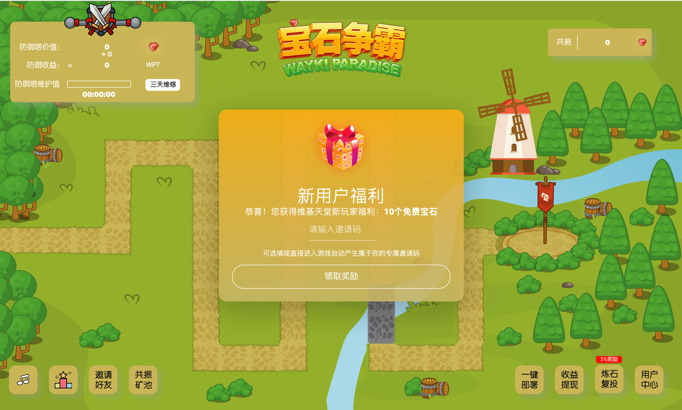 防御塔价值: 0
+ 0
防御收益: ≈ 0 WPT
防御塔维护值 三天维修
00:00:00
宝石争霸
WAYKI PARADISE
共振 0
新用户福利
恭喜！您获得维基天堂新玩家福利：10个免费宝石
请输入邀请码
可选填或直接进入游戏自动产生属于你的专属邀请码
领取奖励
邀请
好友
共振
矿池
一键
部署
收益
提现
5%奖励
炼石
复投
用户
中心